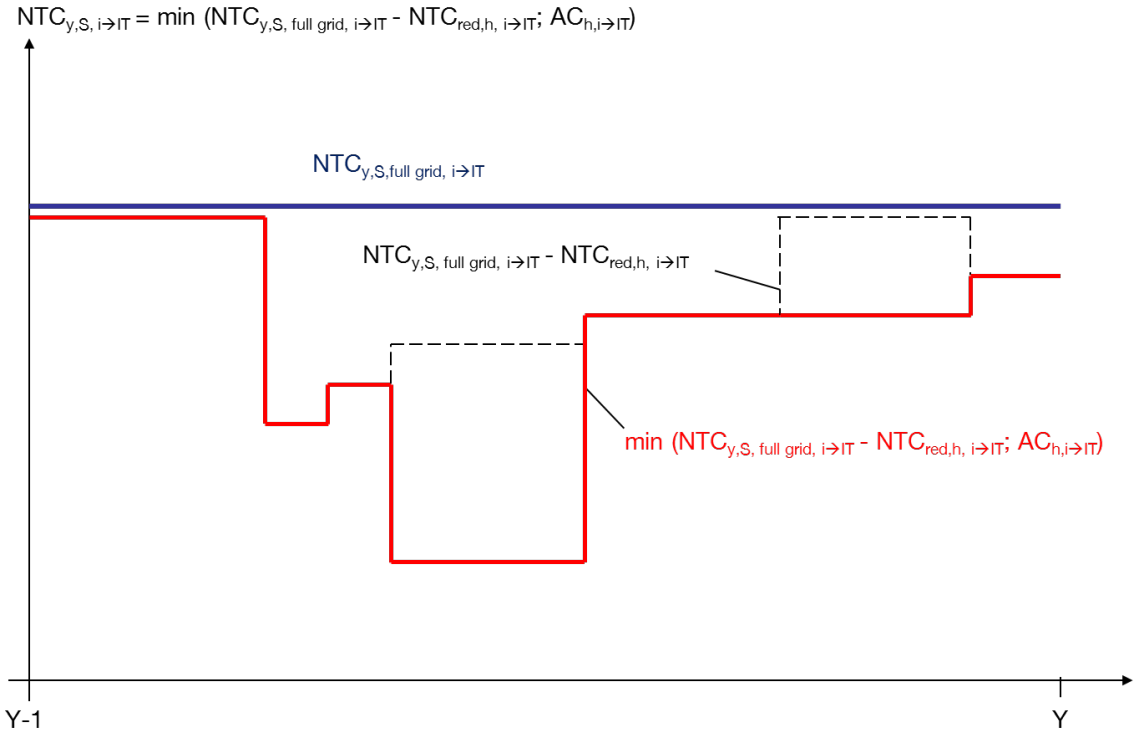 NTCy,S, i→IT = min (NTCy,S, full grid, i→IT - NTCred,h, i→IT; ACh,i→IT)
NTCy,S,full grid, i→IT
NTCy,S, full grid, i→IT - NTCred,h, i→IT
min (NTCy,S, full grid, i→IT - NTCred,h, i→IT; ACh,i→IT)
Y-1
Y